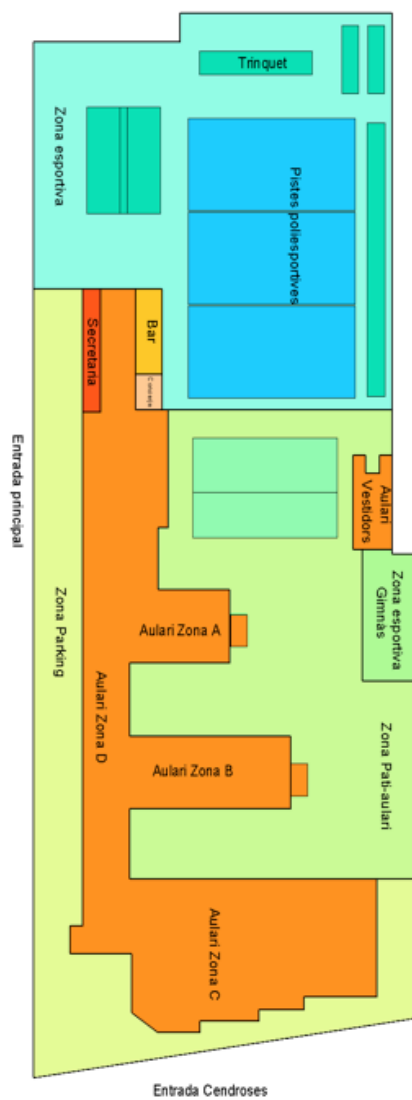 Trinquet
Zona esportiva
Pistes poliesportives
Secretaria
Bar
Consergeria
Entrada principal
Aulari
Vestidors
Zona esportiva
Gimnàs
Zona Parking
Aulari Zona A
Aulari Zona D
Zona Pati-aulari
Aulari Zona B
Aulari Zona C
Entrada Cendroses